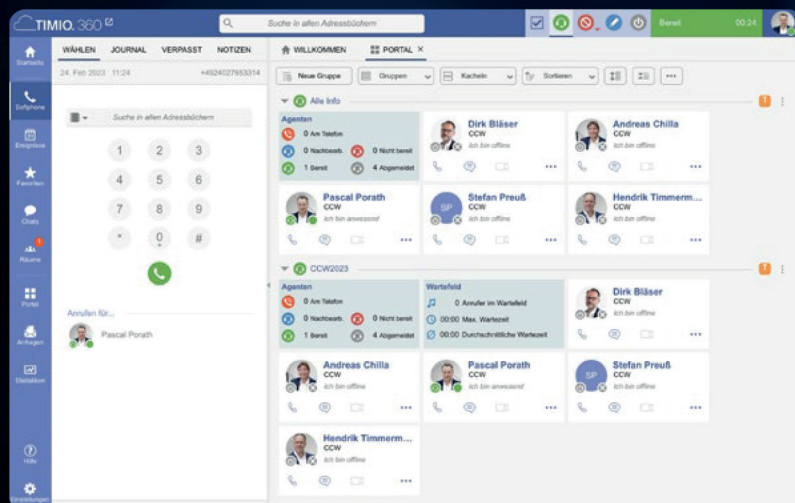 TIMIO. 360
Suche in allen Adressbüchern
Bereit
00:24
WÄHLEN JOURNAL VERPASST NOTIZEN
WILLKOMMEN
PORTAL ×
Startseite
24. Feb 2023 11:24
+4924027653314
Neue Gruppe
Gruppen
Kacheln
Sortieren
Softphone
Suche in allen Adressbüchern
Ereignisse
Favoriten
Chats
Räume
Portal
Anfragen
Statistiken
Hilfe
Einstellungen
1 2 3
4 5 6
7 8 9
* 0 #
+
Anrufen für...
Pascal Porath
Alle Info
T
Agenten
0 Am Telefon
0 Nachbearb.
0 Nicht bereit
1 Bereit
4 Abgemeldet
Dirk Bläser
CCW
Ich bin offline
Andreas Chilla
CCW
Ich bin offline
Pascal Porath
CCW
Ich bin anwesend
SP
Stefan Preuß
CCW
Ich bin offline
Hendrik Timmerm...
CCW
Ich bin offline
CCW2023
T
Agenten
0 Am Telefon
0 Nachbearb.
0 Nicht bereit
1 Bereit
4 Abgemeldet
Wartefeld
0 Anrufer im Wartefeld
00:00 Max. Wartezeit
00:00 Durchschnittliche Wartezeit
Dirk Bläser
CCW
Ich bin offline
Andreas Chilla
CCW
Ich bin offline
Pascal Porath
CCW
Ich bin anwesend
SP
Stefan Preuß
CCW
Ich bin offline
Hendrik Timmerm...
CCW
Ich bin offline